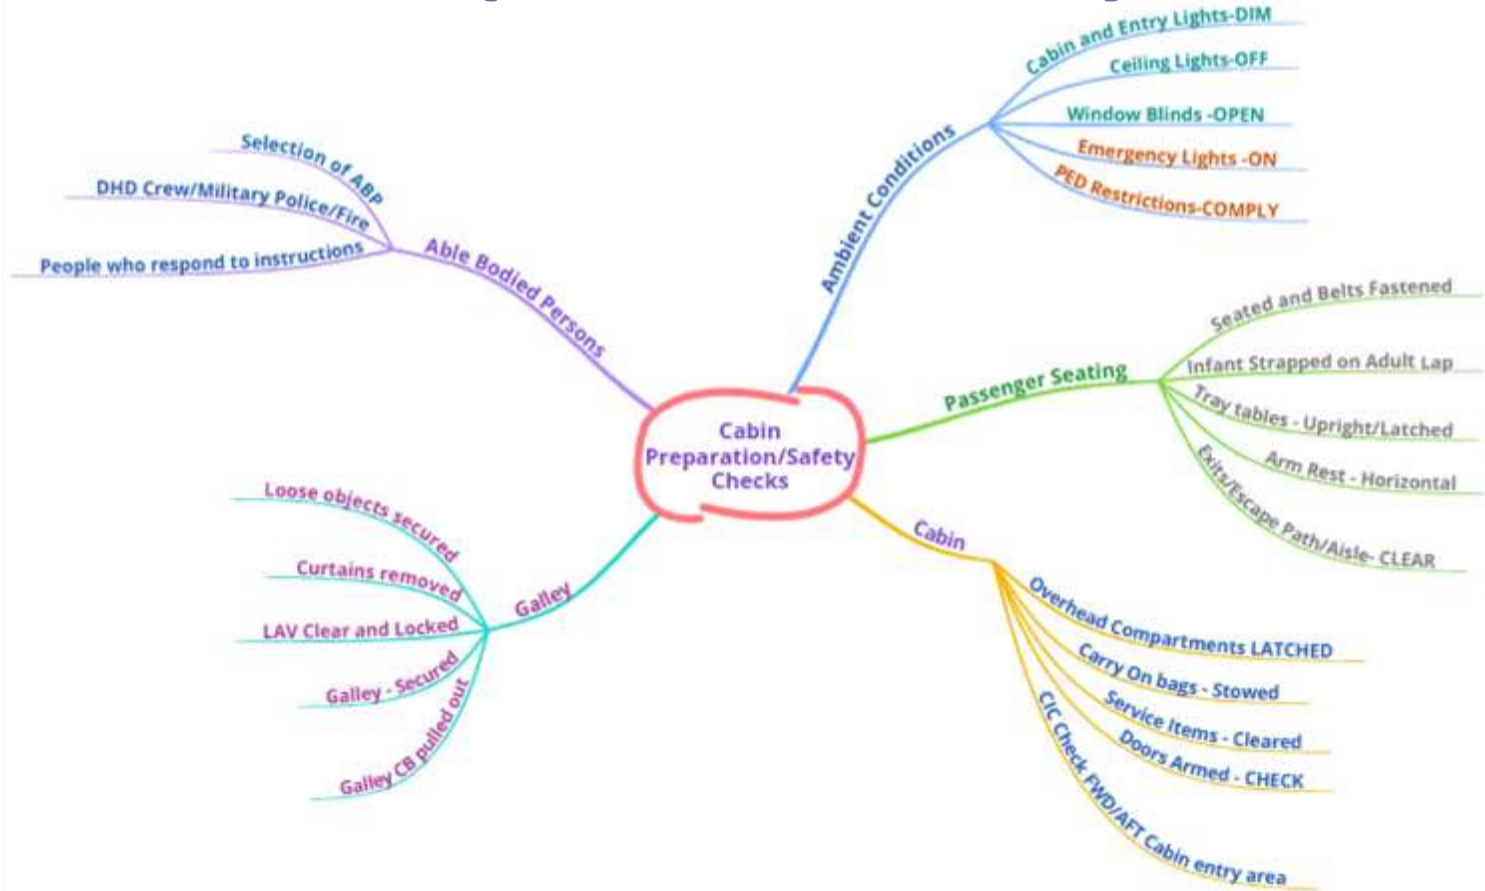 Cabin and Entry Lights-DIM
Ceiling Lights-OFF
Window Blinds -OPEN
Emergency Lights -ON
PED Restrictions-COMPLY
Ambient Conditions
Selection of ABP
DHD Crew/Military Police/Fire
People who respond to instructions
Able Bodied Persons
Seated and Belts Fastened
Infant Strapped on Adult Lap
Tray tables - Upright/Latched
Arm Rest - Horizontal
Exits/Escape Path/Aisle- CLEAR
Passenger Seating
Cabin
Preparation/Safety
Checks
Cabin
Overhead Compartments LATCHED
Carry On bags - Stowed
Service Items - Cleared
Doors Armed - CHECK
CIC Check FWD/AFT Cabin entry area
Galley
Loose objects secured
Curtains removed
LAV Clear and Locked
Galley - Secured
Galley CB pulled out